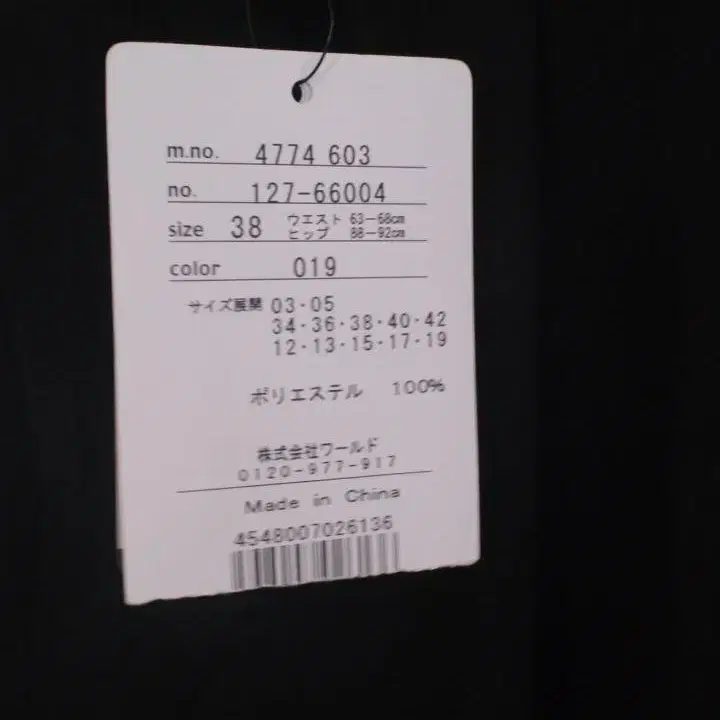 m.no. 4774 603
no. 127-66004
size 38 ウエスト 63-68cm
ヒップ 88-92cm
color 019
サイズ展開 03・05
34・36・38・40・42
12・13・15・17・19
ポリエステル 100%
株式会社ワールド
0120-977-917
Made in China
4548007026136